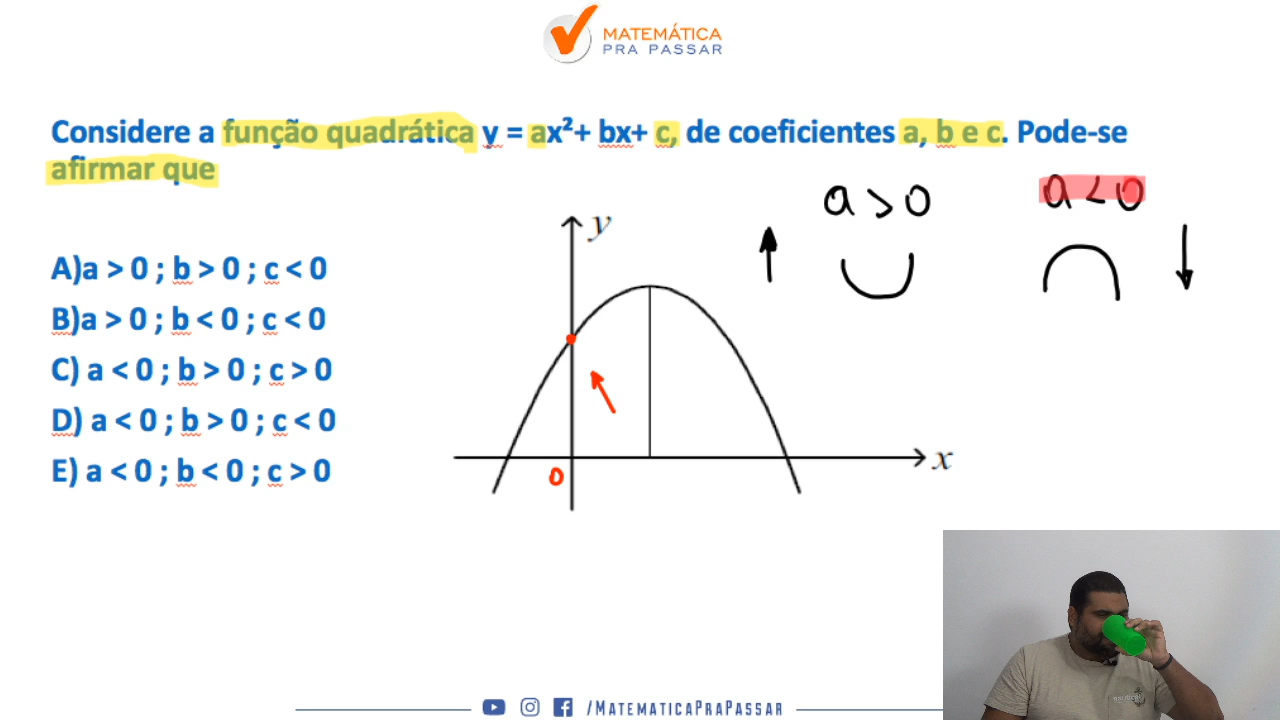 MATEMÁTICA
PRA PASSAR
Considere a função quadrática y = ax²+ bx+ c, de coeficientes a, b e c. Pode-se
afirmar que
a > 0
a < 0
y
A)a > 0 ; b > 0 ; c < 0
B)a > 0 ; b < 0 ; c < 0
C) a < 0 ; b > 0 ; c > 0
D) a < 0 ; b > 0 ; c < 0
E) a < 0 ; b < 0 ; c > 0
x
0
/MATEMATICAPRAPASSAR